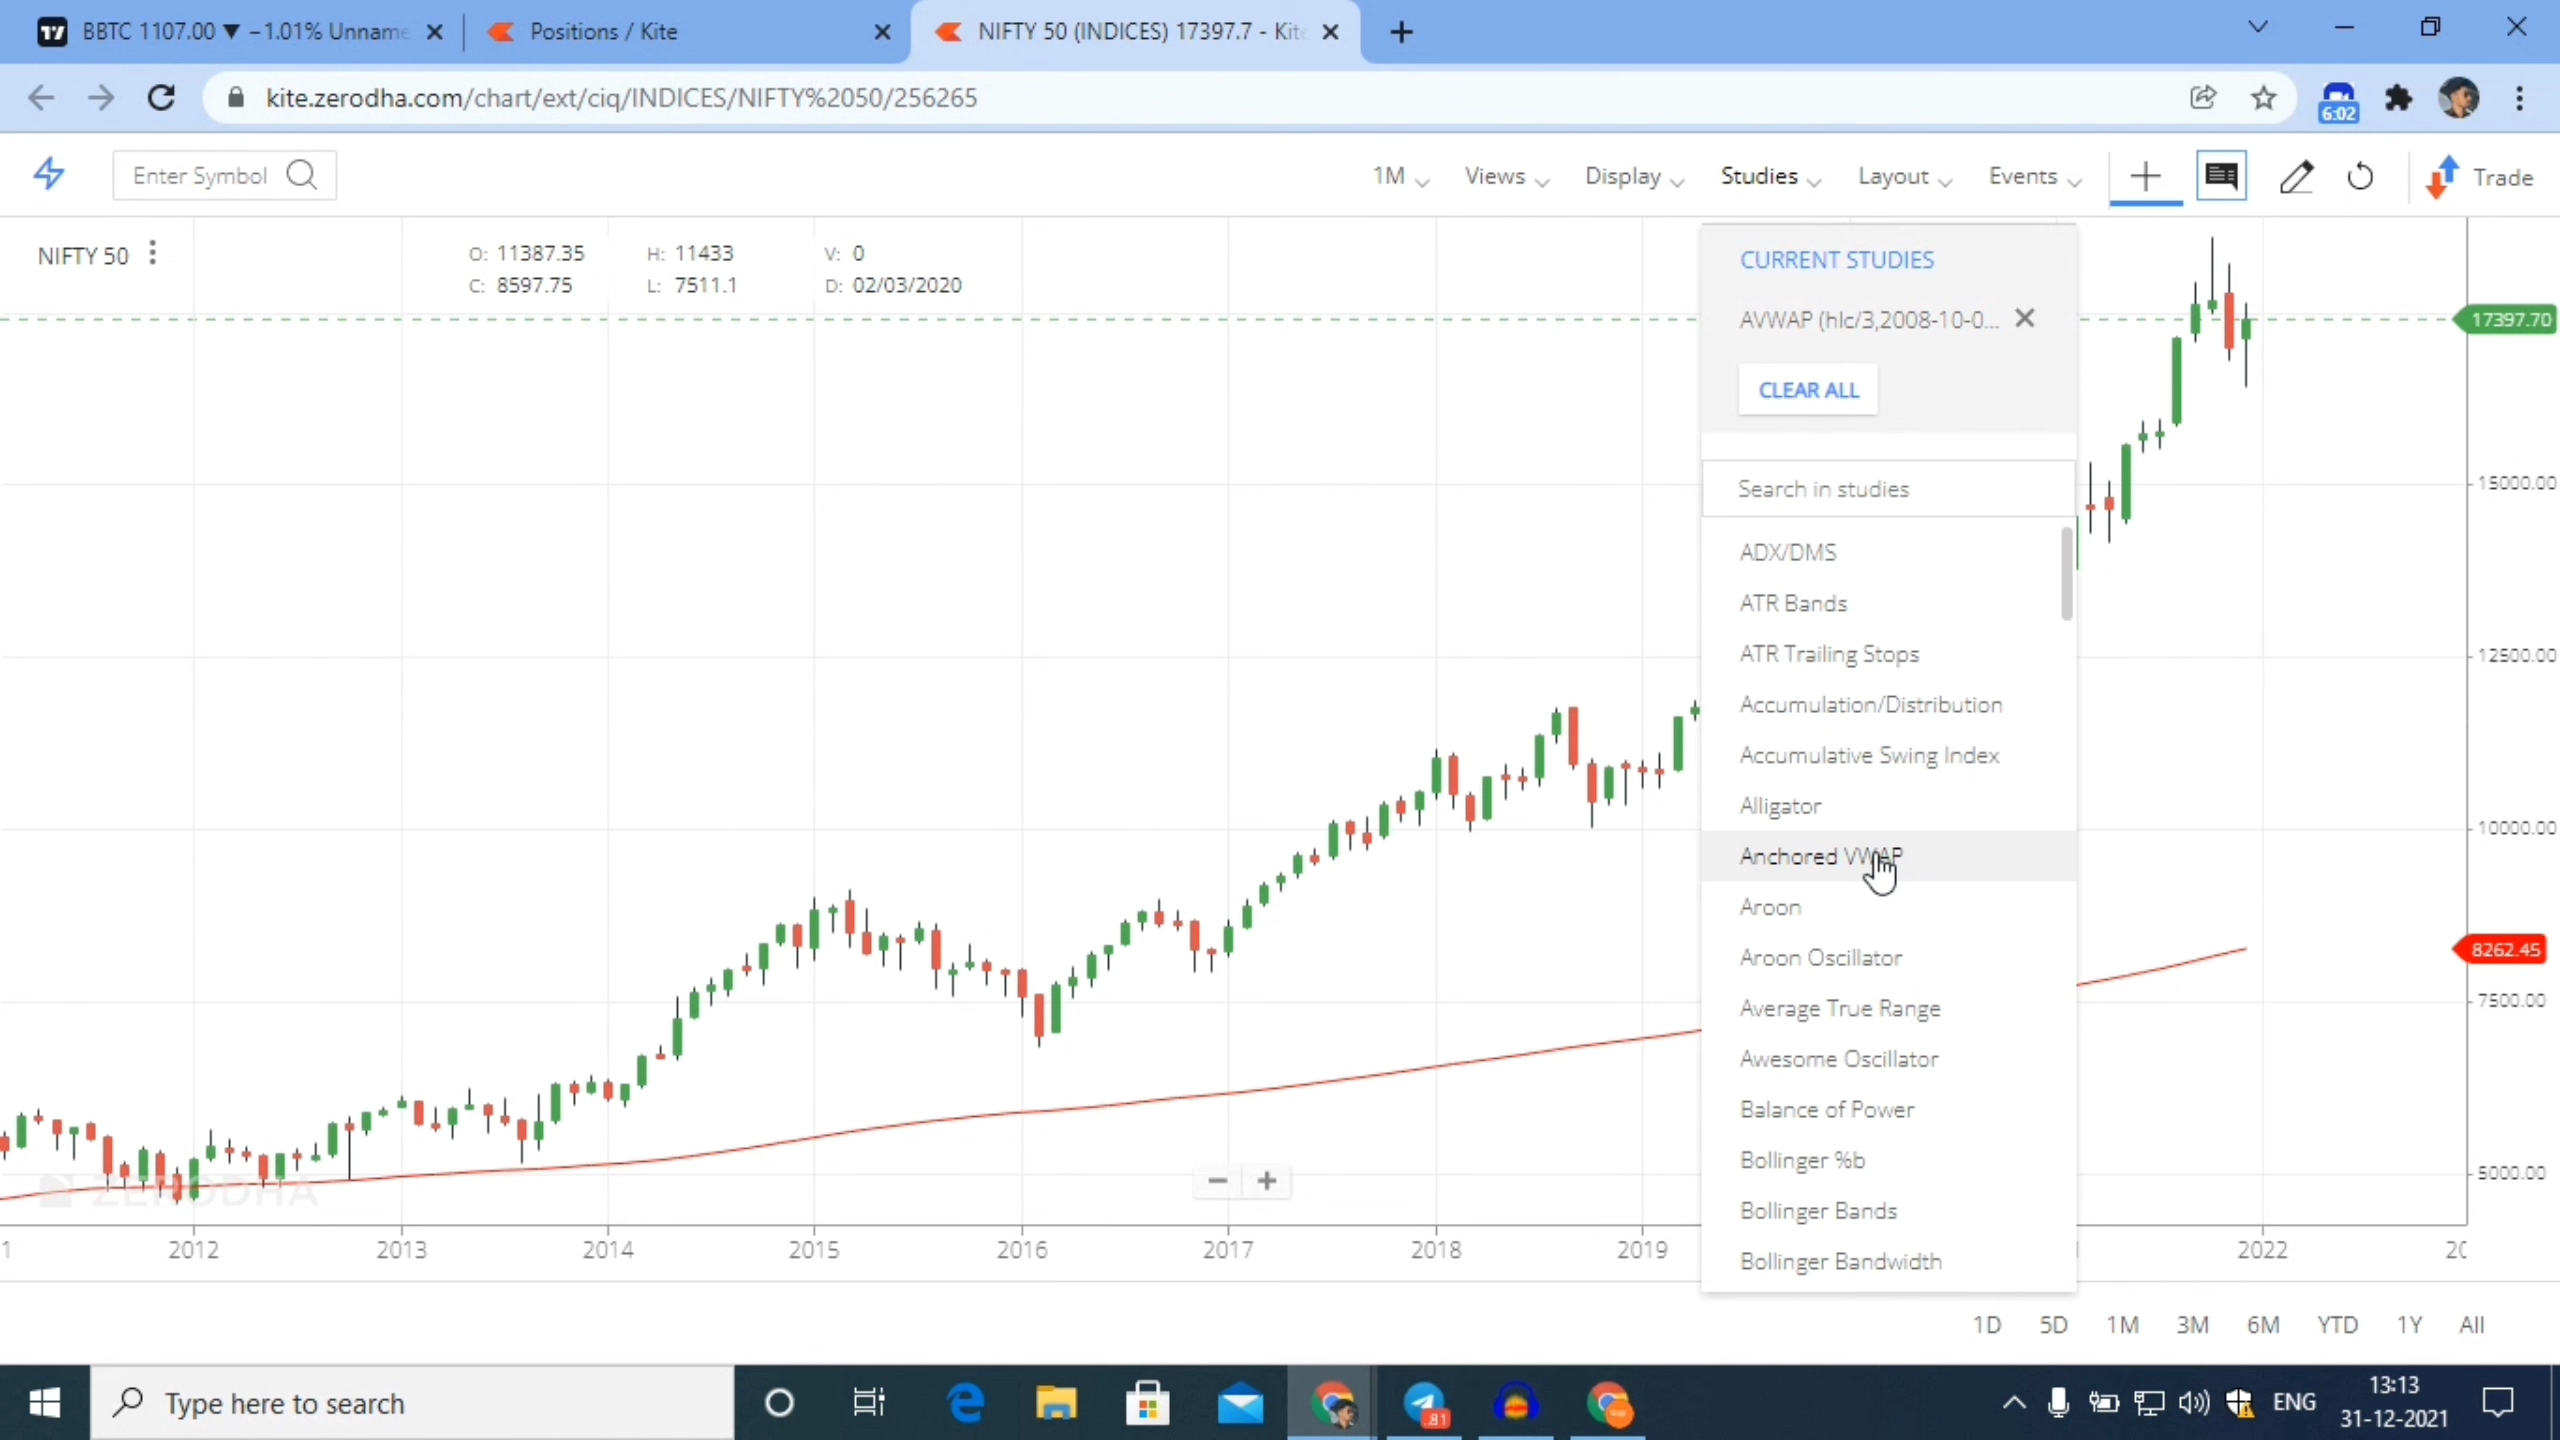 BBTC 1107.00 ▼ −1.01% Unname
Positions / Kite
NIFTY 50 (INDICES) 17397.7 - Kite
kite.zerodha.com/chart/ext/ciq/INDICES/NIFTY%2050/256265
6:02
Enter Symbol
1M
Views
Display
Studies
Layout
Events
Trade
NIFTY 50
O: 11387.35
H: 11433
V: 0
C: 8597.75
L: 7511.1
D: 02/03/2020
CURRENT STUDIES
AVWAP (hlc/3,2008-10-0...
CLEAR ALL
Search in studies
ADX/DMS
ATR Bands
ATR Trailing Stops
Accumulation/Distribution
Accumulative Swing Index
Alligator
Anchored VWAP
Aroon
Aroon Oscillator
Average True Range
Awesome Oscillator
Balance of Power
Bollinger %b
Bollinger Bands
Bollinger Bandwidth
17397.70
15000.00
12500.00
10000.00
8262.45
7500.00
5000.00
ZERODHA
1 2012 2013 2014 2015 2016 2017 2018 2019 2022 20
1D 5D 1M 3M 6M YTD 1Y All
Type here to search
81
ENG
13:13
31-12-2021